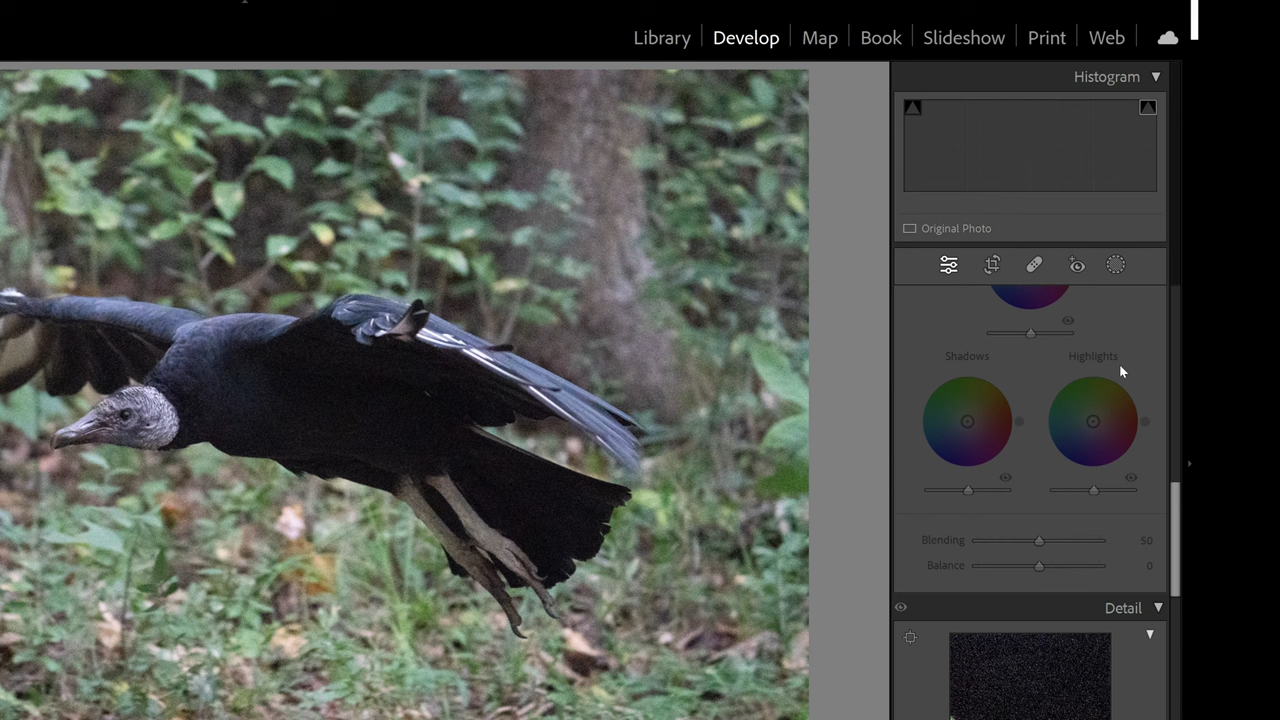 Library Develop Map Book Slideshow Print Web
Histogram
Original Photo
Shadows Highlights
Blending 50
Balance 0
Detail